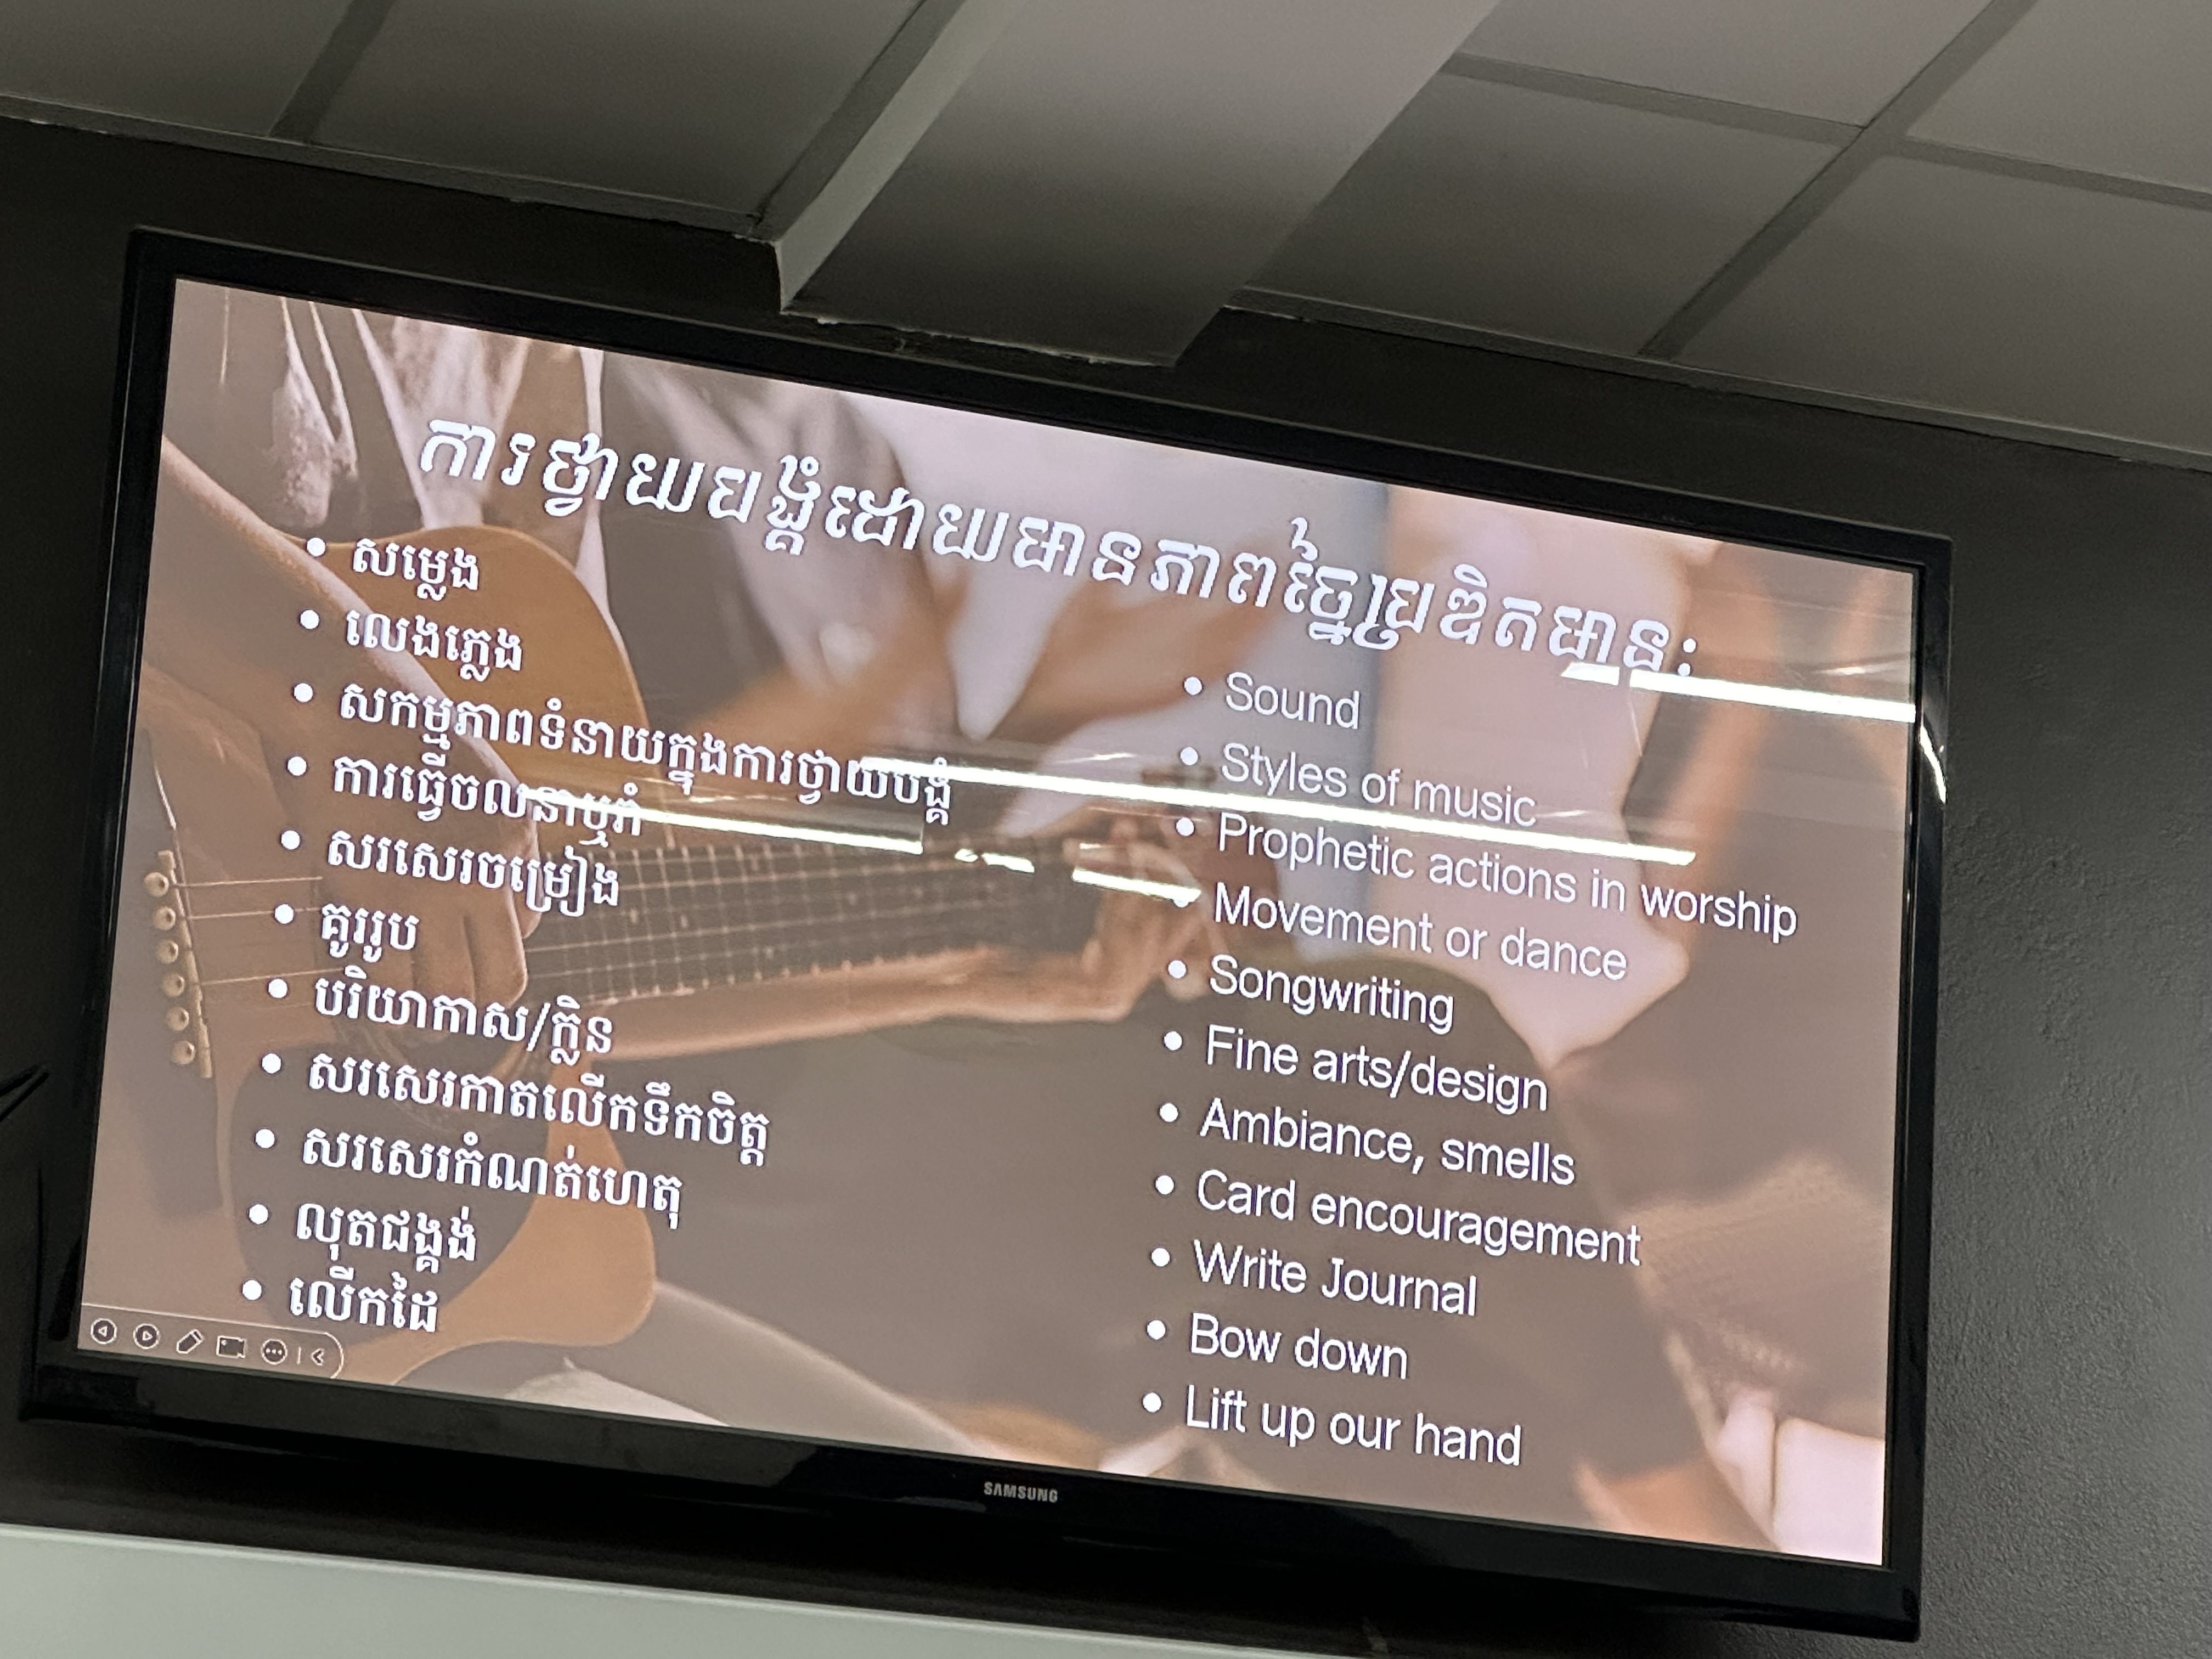 ការថ្វាយបង្គំដោយមានភាពច្នៃប្រឌិតមាន:
• សម្លេង
• លេងភ្លេង
• សកម្មភាពទំនាយក្នុងការថ្វាយបង្គំ
• ការធ្វើចលនាឬរាំ
• សរសេរចម្រៀង
• គូររូប
• បរិយាកាស/ក្លិន
• សរសេរកាតលើកទឹកចិត្ត
• សរសេរកំណត់ហេតុ
• លុតជង្គង់
• លើកដៃ
• Sound
• Styles of music
• Prophetic actions in worship
• Movement or dance
• Songwriting
• Fine arts/design
• Ambiance, smells
• Card encouragement
• Write Journal
• Bow down
• Lift up our hand
SAMSUNG